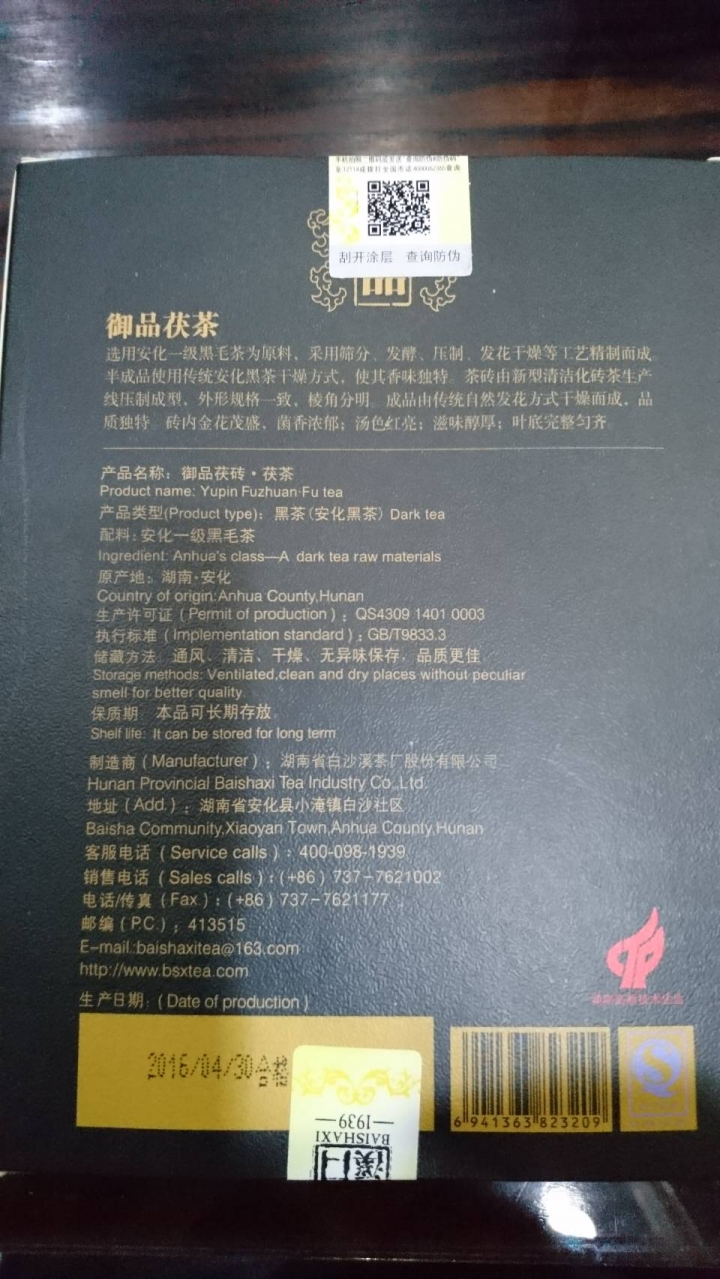 刮开涂层 查询防伪
品
御品茯茶
选用安化一级黑毛茶为原料，采用筛分、发酵、压制、发花干燥等工艺精制而成
半成品使用传统安化黑茶干燥方式，使其香味独特 茶砖由新型清洁化砖茶生产
线压制成型，外形规格一致，棱角分明 成品由传统自然发花方式干燥而成，品
质独特 砖内金花茂盛，菌香浓郁；汤色红亮；滋味醇厚；叶底完整匀齐
产品名称：御品茯砖·茯茶
Product name: Yupin Fuzhuan·Fu tea
产品类型(Product type)：黑茶（安化黑茶）Dark tea
配料：安化一级黑毛茶
Ingredient: Anhua's class—A dark tea raw materials
原产地：湖南·安化
Country of origin:Anhua County,Hunan
生产许可证（Permit of production）：QS4309 1401 0003
执行标准（Implementation standard）：GB/T9833.3
储藏方法 通风、清洁、干燥、无异味保存，品质更佳
Storage methods: Ventilated,clean and dry places without peculiar
smell for better quality
保质期 本品可长期存放
Shelf life: It can be stored for long term
制造商（Manufacturer）：湖南省白沙溪茶厂股份有限公司
Hunan Provincial Baishaxi Tea Industry Co.,Ltd.
地址（Add.）：湖南省安化县小淹镇白沙社区
Baisha Community,Xiaoyan Town,Anhua County,Hunan
客服电话（Service calls）：400-098-1939
销售电话（Sales calls）：(+86) 737-7621002
电话/传真（Fax.）：(+86) 737-7621177
邮编（P.C.）：413515
E-mail:baishaxitea@163.com
http://www.bsxtea.com
生产日期：（Date of production）
2016/04/30合格
6 941363 823209
—1939—
BAISHAXI